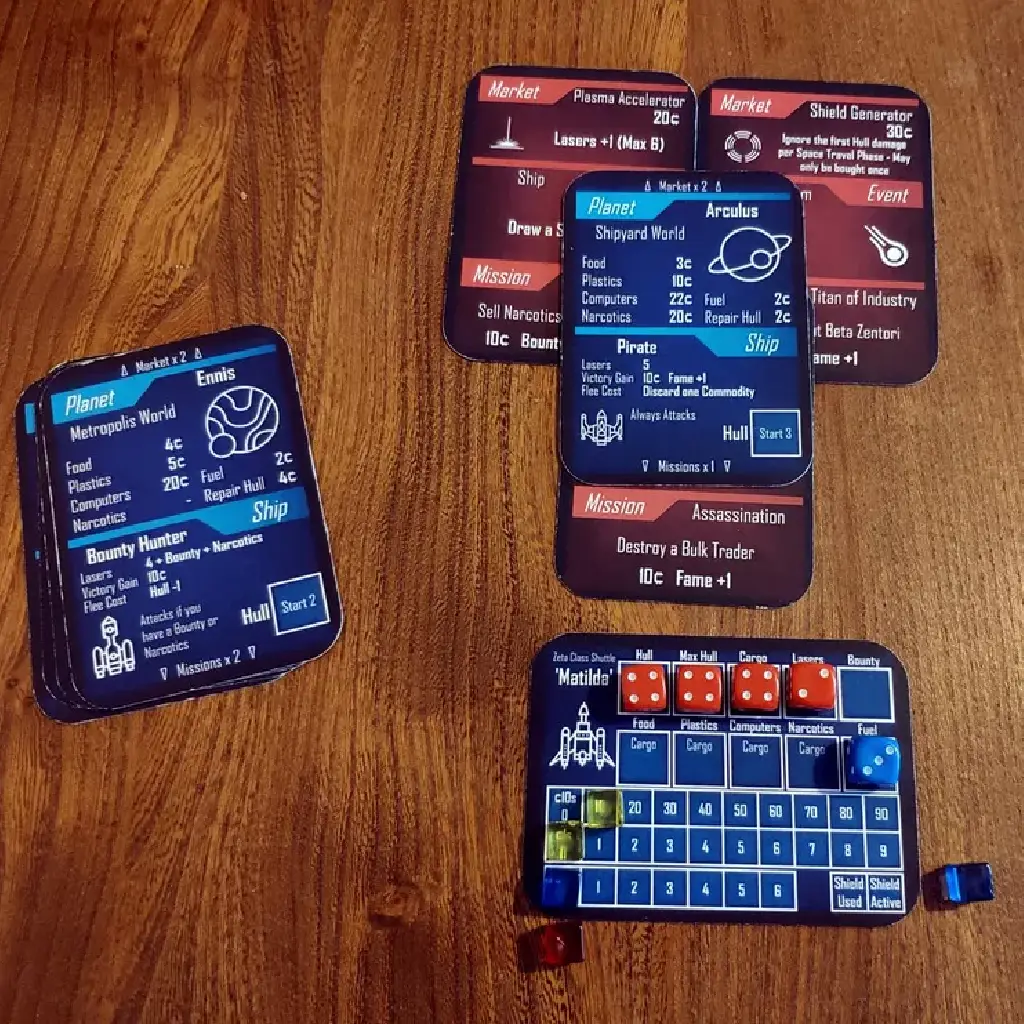 Market
Plasma Accelerator
20c
Lasers +1 (Max 6)
Ship
Draw a
Mission
Sell Narcotics
10c Bount
Market
Shield Generator
30c
Ignore the first Hull damage
per Space Travel Phase - May
only be bought once
Event
Titan of Industry
Beta Zentori
ame +1
Market x 2
Planet
Arculus
Shipyard World
Food 3c
Plastics 10c
Computers 22c Fuel 2c
Narcotics 20c Repair Hull 2c
Ship
Pirate
Lasers 5
Victory Gain 10c Fame +1
Flee Cost Discard one Commodity
Always Attacks
Hull Start 3
Missions x 1
Mission
Assassination
Destroy a Bulk Trader
10c Fame +1
Market x 2
Planet
Ennis
Metropolis World
Food 4c
Plastics 5c
Computers 20c Fuel 2c
Narcotics - Repair Hull 4c
Ship
Bounty Hunter
Lasers 4 + Bounty + Narcotics
Victory Gain 10c
Flee Cost Hull -1
Attacks if you
have a Bounty or
Narcotics
Hull Start 2
Missions x 2
Zeta Class Shuttle
'Matilda'
Hull Max Hull Cargo Lasers Bounty
Food Plastics Computers Narcotics Fuel
Cargo Cargo Cargo Cargo
c10s
0 20 30 40 50 60 70 80 90
1 2 3 4 5 6 7 8 9
1 2 3 4 5 6
Shield Used
Shield Active